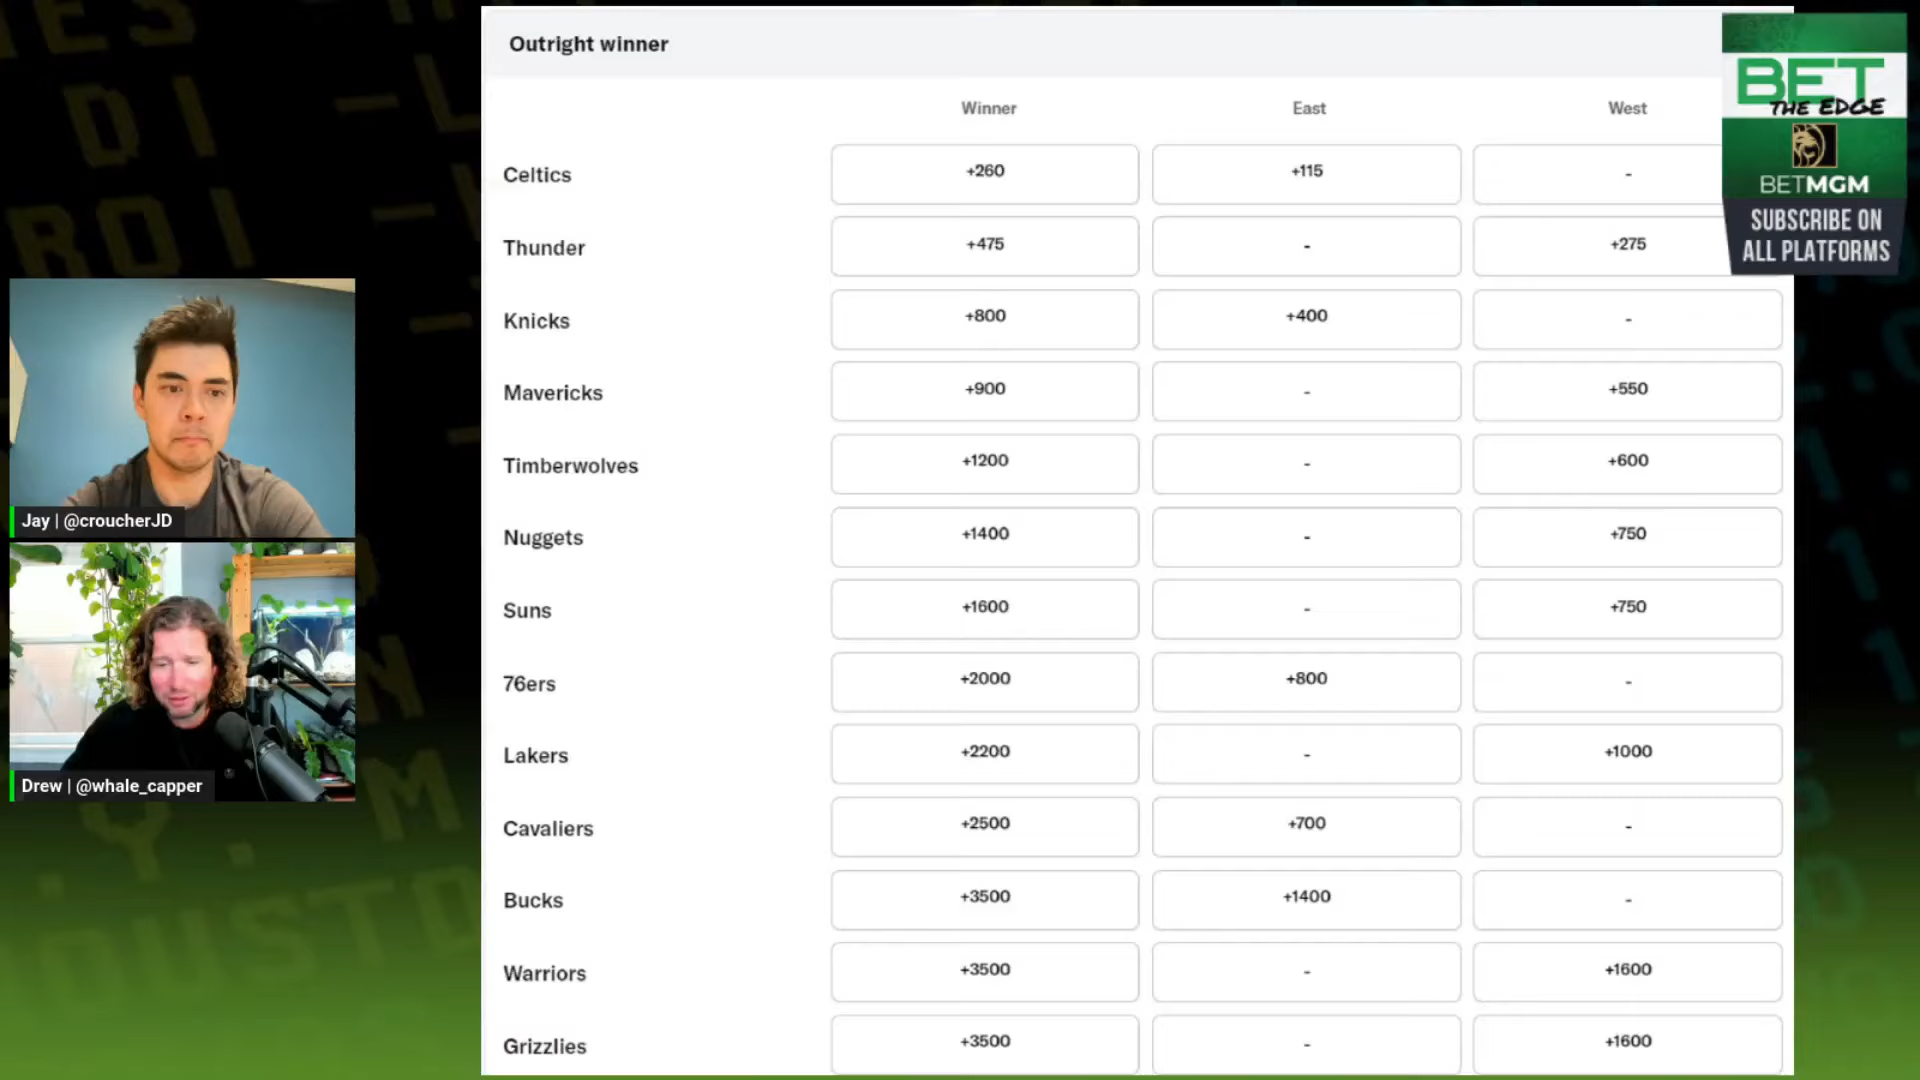 Outright winner
Winner East West
Celtics +260 +115 -
Thunder +475 - +275
Knicks +800 +400 -
Mavericks +900 - +550
Timberwolves +1200 - +600
Nuggets +1400 - +750
Suns +1600 - +750
76ers +2000 +800 -
Lakers +2200 - +1000
Cavaliers +2500 +700 -
Bucks +3500 +1400 -
Warriors +3500 - +1600
Grizzlies +3500 - +1600
BET
THE EDGE
BETMGM
SUBSCRIBE ON
ALL PLATFORMS
Jay | @croucherJD
Drew | @whale_capper